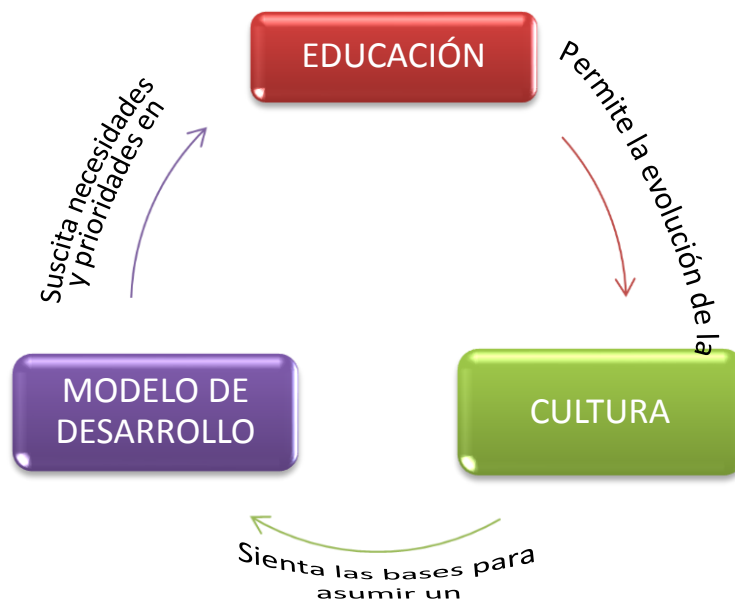 EDUCACIÓN
Permite la evolución de la
CULTURA
Sienta las bases para
asumir un
MODELO DE
DESARROLLO
Suscita necesidades
y prioridades en